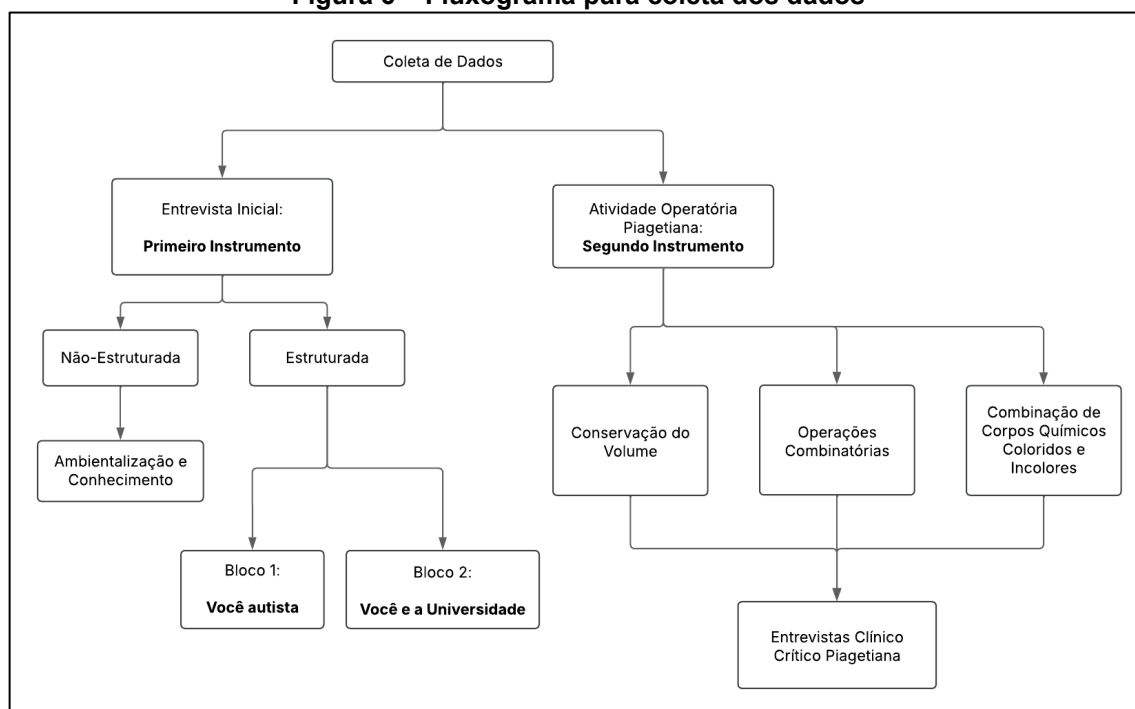 Fluxograma para coleta dos dados
Coleta de Dados
Entrevista Inicial:
Primeiro Instrumento
Atividade Operatória
Piagetiana:
Segundo Instrumento
Não-Estruturada
Estruturada
Ambientalização e
Conhecimento
Bloco 1:
Você autista
Bloco 2:
Você e a Universidade
Conservação do
Volume
Operações
Combinatórias
Combinação de
Corpos Químicos
Coloridos e
Incolores
Entrevistas Clínico
Crítico Piagetiana